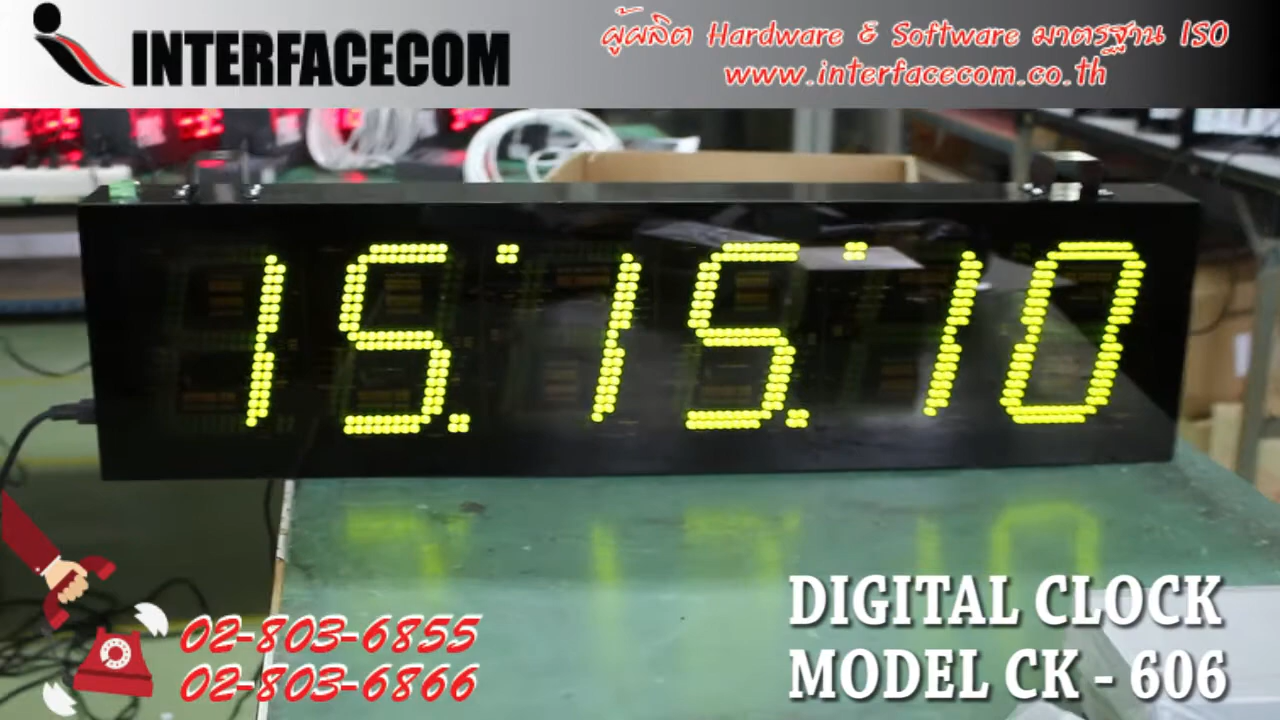 INTERFACECOM
ผู้ผลิต Hardware & Software มาตรฐาน ISO
www.interfacecom.co.th
15:15:10
02-803-6855
02-803-6866
DIGITAL CLOCK
MODEL CK - 606